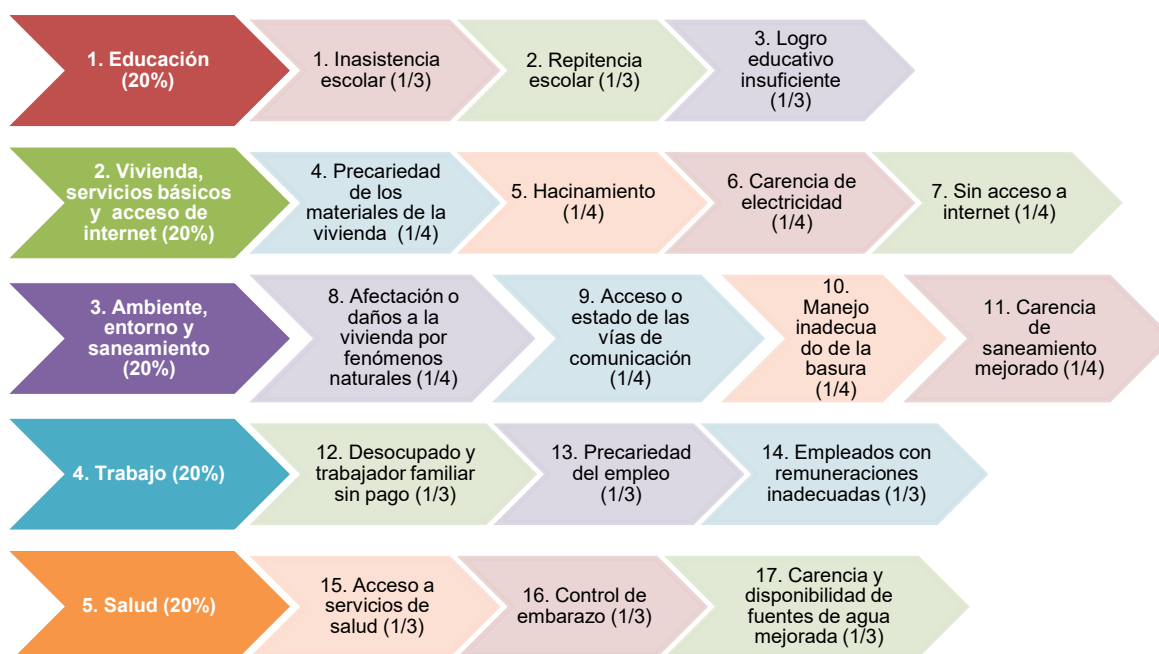 1. Educación
(20%)
1. Inasistencia
escolar (1/3)
2. Repitencia
escolar (1/3)
3. Logro
educativo
insuficiente
(1/3)
2. Vivienda,
servicios básicos
y acceso de
internet (20%)
4. Precariedad
de los
materiales de la
vivienda (1/4)
5. Hacinamiento
(1/4)
6. Carencia de
electricidad
(1/4)
7. Sin acceso a
internet (1/4)
3. Ambiente,
entorno y
saneamiento
(20%)
8. Afectación o
daños a la
vivienda por
fenómenos
naturales (1/4)
9. Acceso o
estado de las
vías de
comunicación
(1/4)
10.
Manejo
inadecua
do de la
basura
(1/4)
11. Carencia
de
saneamiento
mejorado (1/4)
4. Trabajo (20%)
12. Desocupado y
trabajador familiar
sin pago (1/3)
13. Precariedad
del empleo
(1/3)
14. Empleados con
remuneraciones
inadecuadas (1/3)
5. Salud (20%)
15. Acceso a
servicios de
salud (1/3)
16. Control de
embarazo (1/3)
17. Carencia y
disponibilidad de
fuentes de agua
mejorada (1/3)